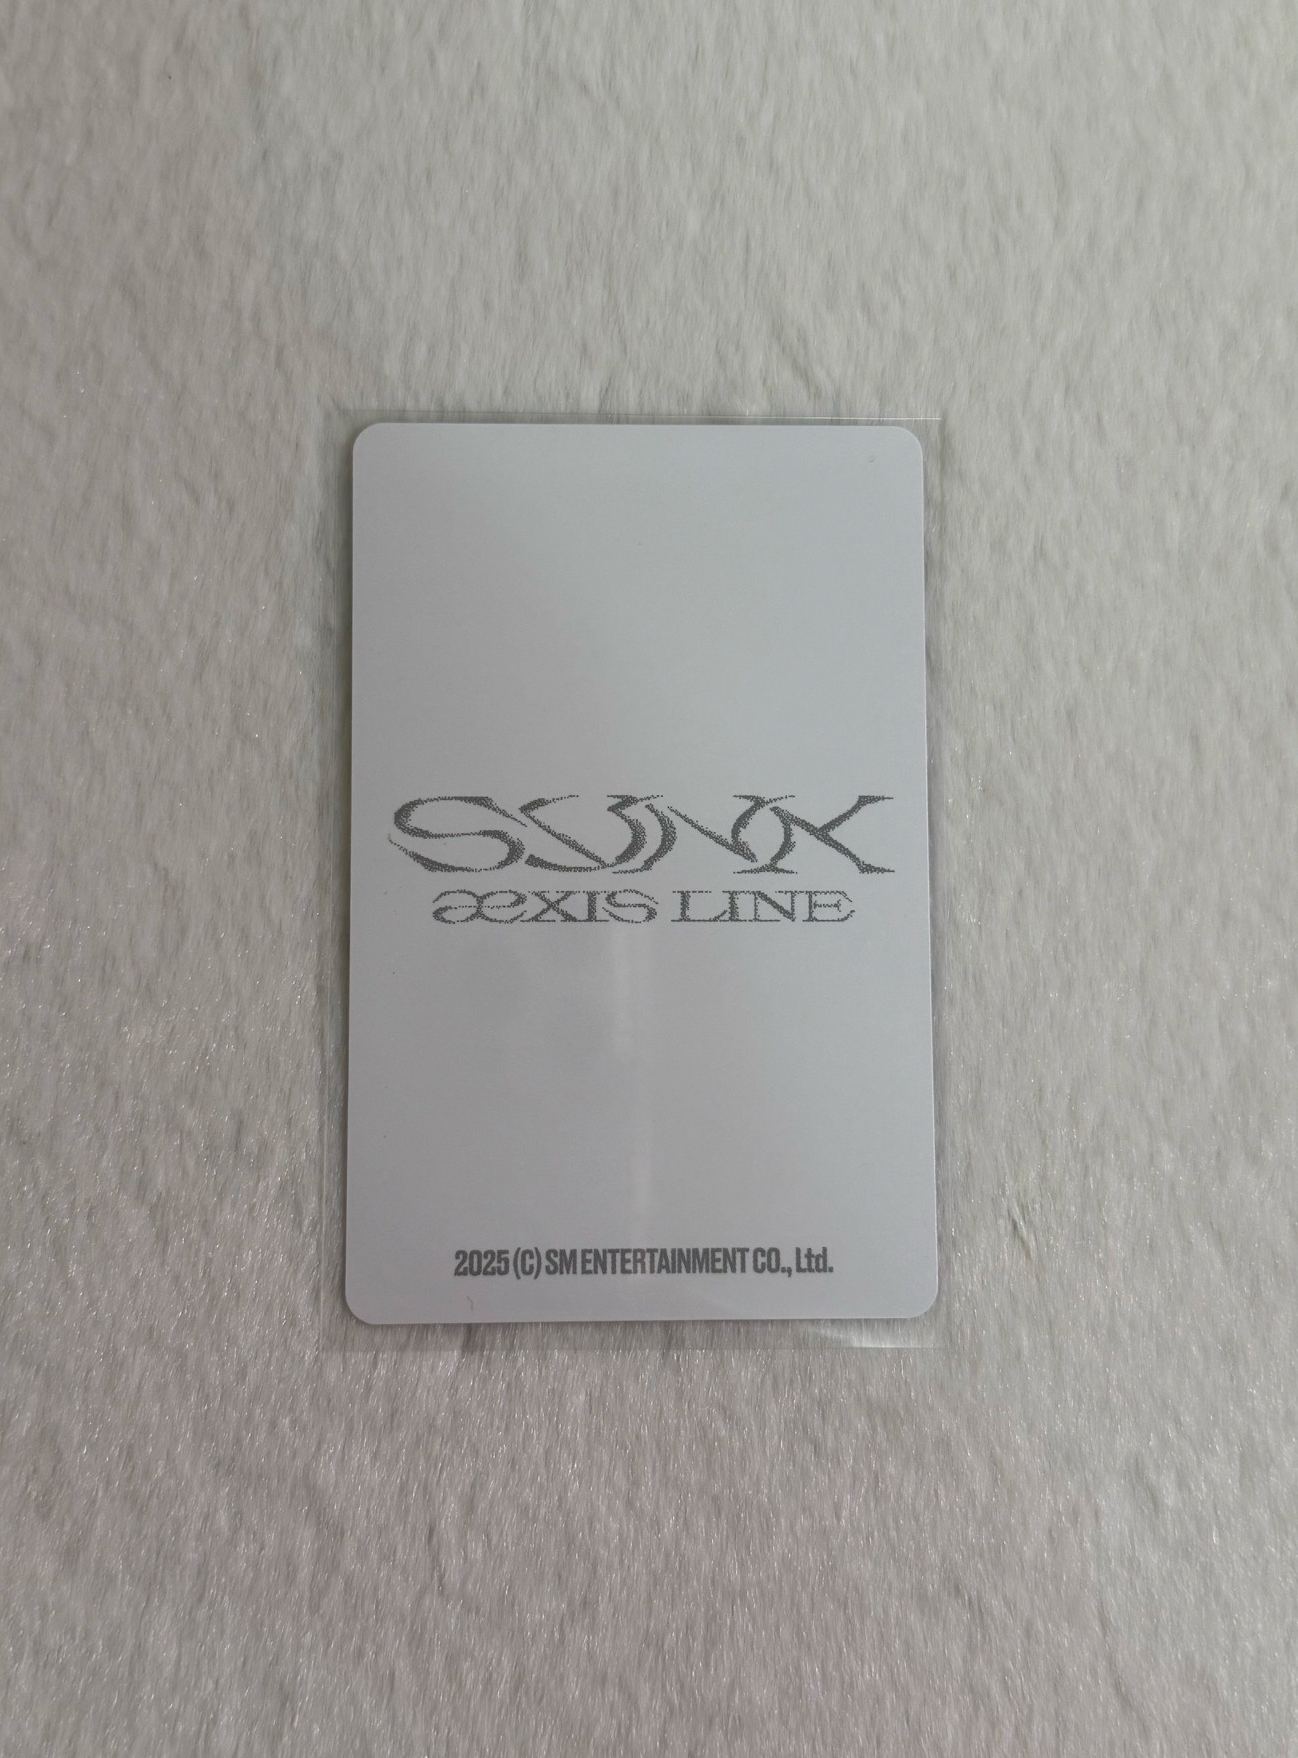 SYNK
æXIS LINE
2025 (C) SM ENTERTAINMENT CO., Ltd.